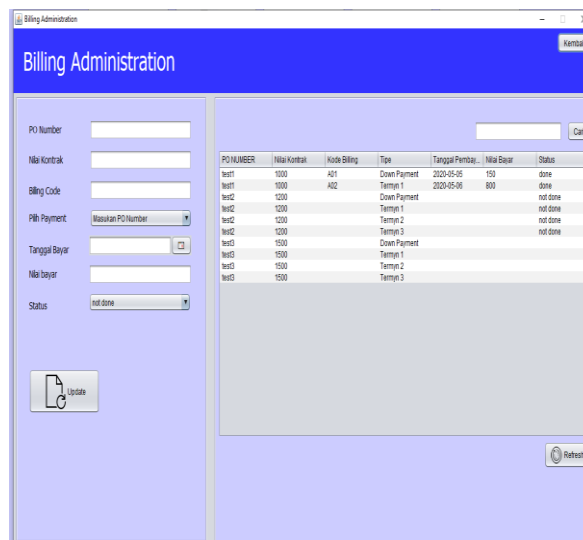 Billing Administration
Kembali
Billing Administration
PO Number
Nilai Kontrak
Biling Code
Pilih Payment Masukan PO Number
Tanggal Bayar
Nilai bayar
Status not done
Update
Cari
PO NUMBER Nilai Kontrak Kode Billing Tipe Tanggal Pembay... Nilai Bayar Status
test1 1000 A01 Down Payment 2020-05-05 150 done
test1 1000 A02 Termyn 1 2020-05-06 800 done
test2 1200 Down Payment not done
test2 1200 Termyn 1 not done
test2 1200 Termyn 2 not done
test2 1200 Termyn 3 not done
test3 1500 Down Payment
test3 1500 Termyn 1
test3 1500 Termyn 2
test3 1500 Termyn 3
Refresh